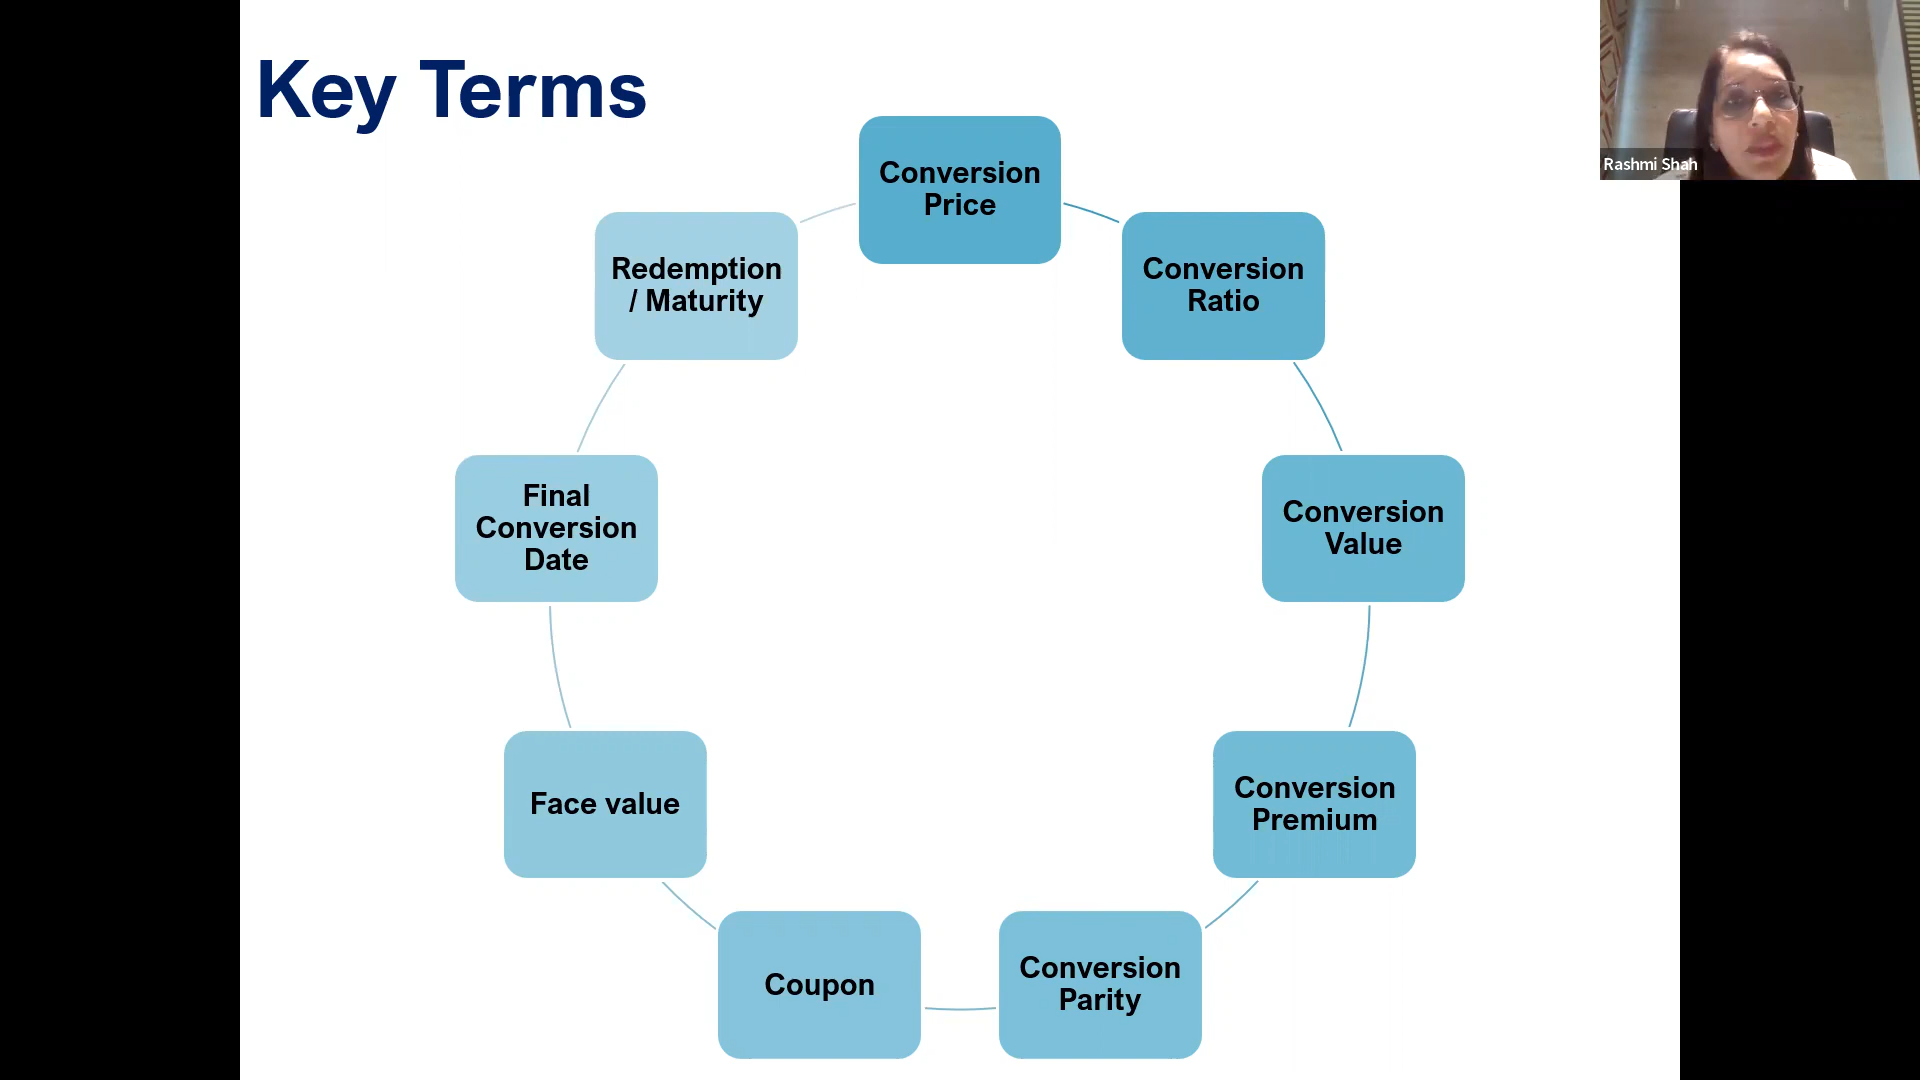 Key Terms
Conversion
Price
Conversion
Ratio
Conversion
Value
Conversion
Premium
Conversion
Parity
Coupon
Face value
Final
Conversion
Date
Redemption
/ Maturity
Rashmi Shah